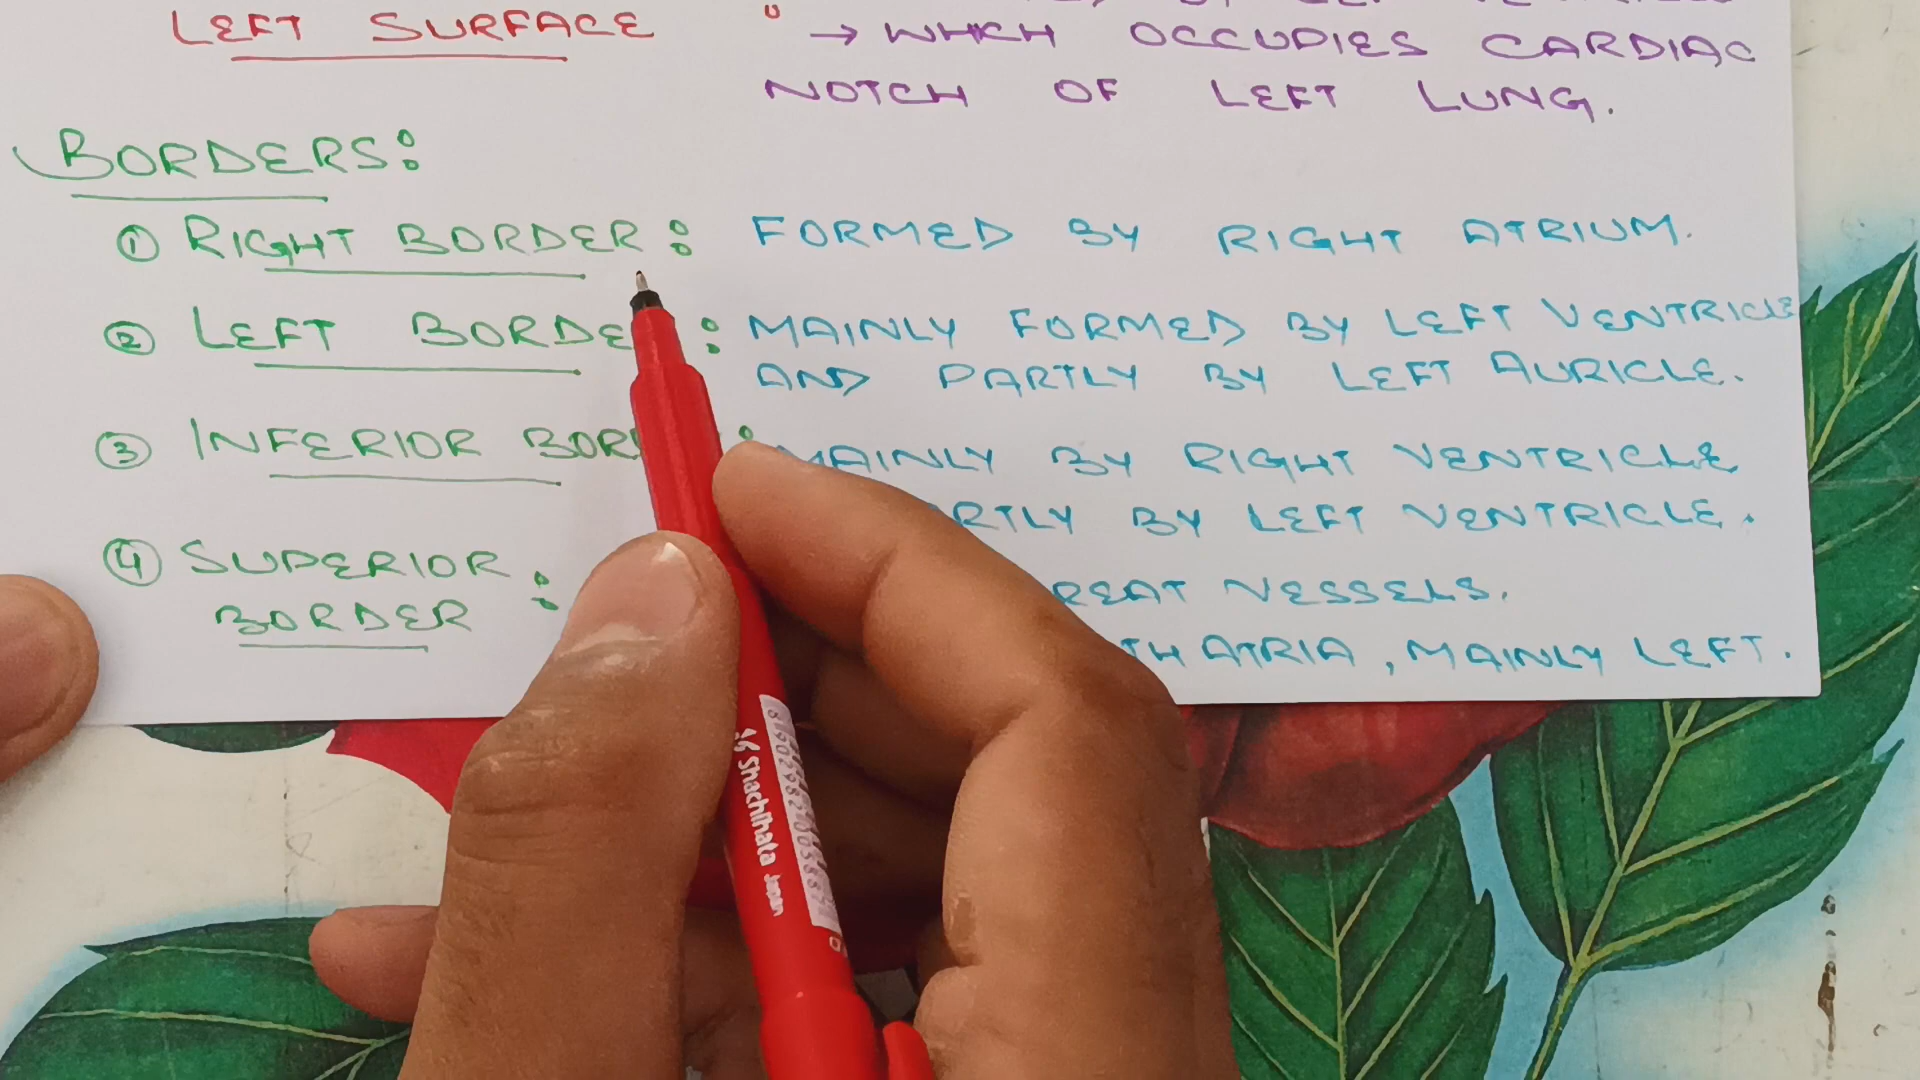 LEFT SURFACE :
→ WHICH OCCUPIES CARDIAC
NOTCH OF LEFT LUNG.
BORDERS:
① RIGHT BORDER : FORMED BY RIGHT ATRIUM.
② LEFT BORDE : MAINLY FORMED BY LEFT VENTRICLE
AND PARTLY BY LEFT AURICLE.
③ INFERIOR BOR : MAINLY BY RIGHT VENTRICLE
RTLY BY LEFT VENTRICLE.
④ SUPERIOR :
BORDER
REAT VESSELS.
TH ATRIA, MAINLY LEFT.
Shachihata Japan